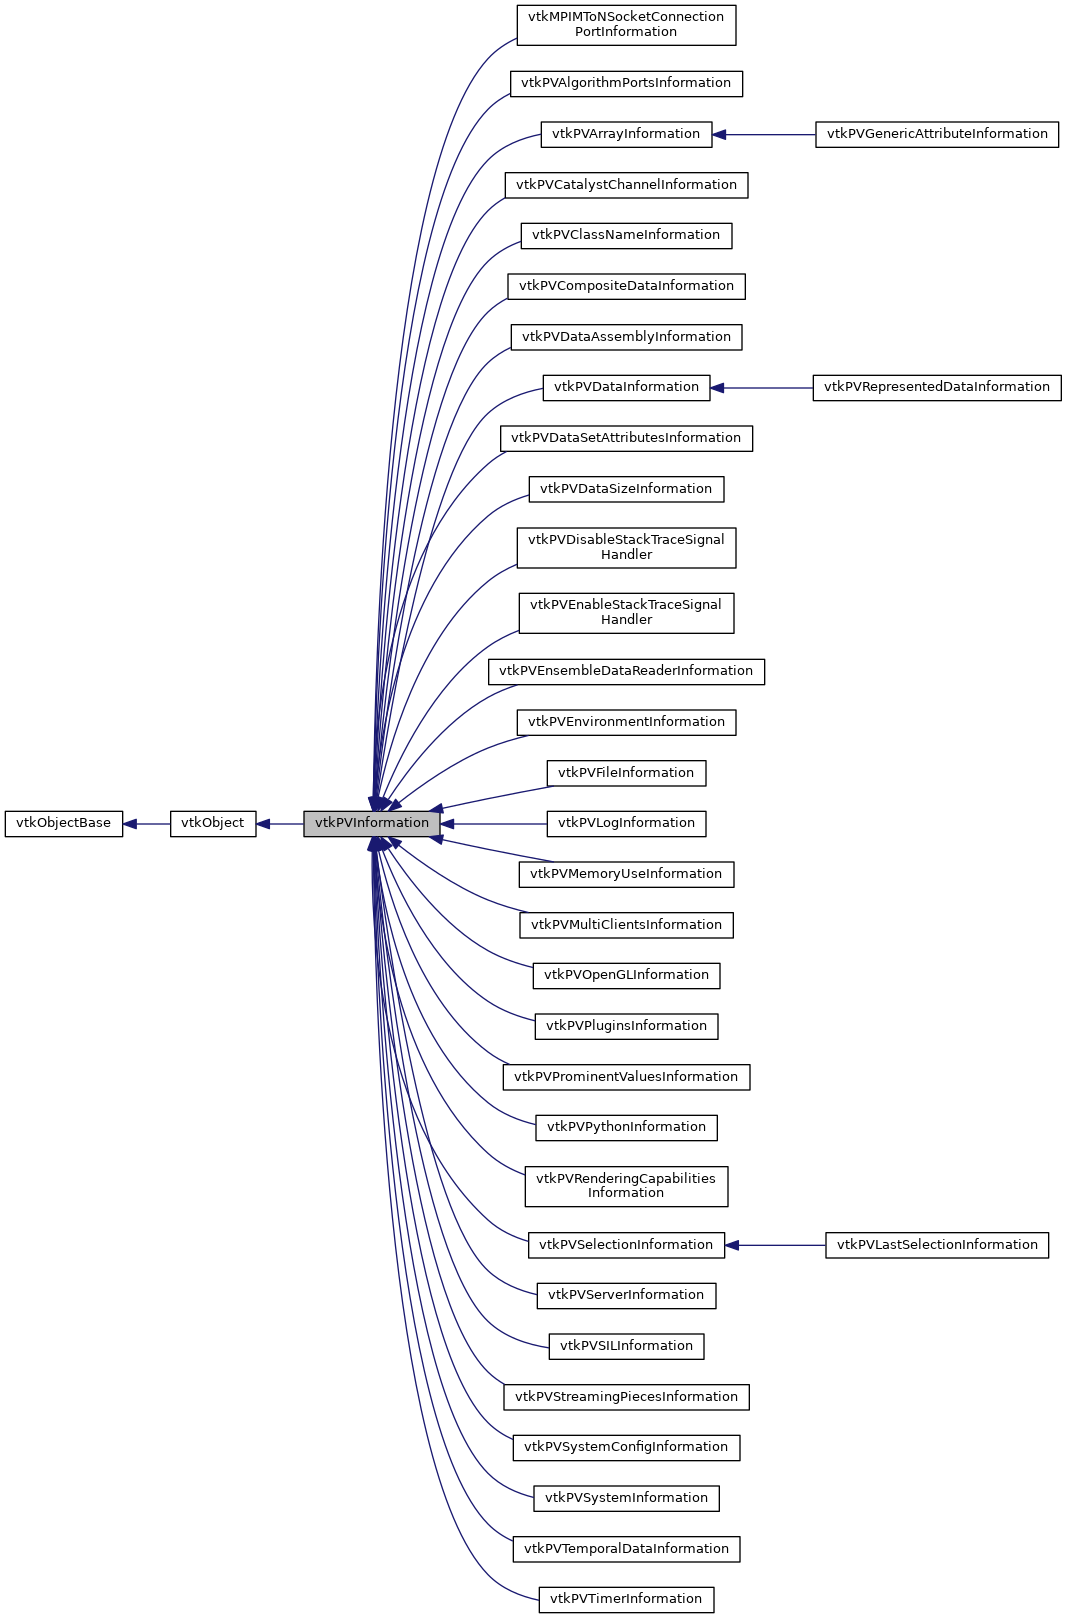 vtkMPIMToNSocketConnection
PortInformation
vtkPVAlgorithmPortsInformation
vtkPVArrayInformation
vtkPVGenericAttributeInformation
vtkPVCatalystChannelInformation
vtkPVClassNameInformation
vtkPVCompositeDataInformation
vtkPVDataAssemblyInformation
vtkPVDataInformation
vtkPVRepresentedDataInformation
vtkPVDataSetAttributesInformation
vtkPVDataSizeInformation
vtkPVDisableStackTraceSignal
Handler
vtkPVEnableStackTraceSignal
Handler
vtkPVEnsembleDataReaderInformation
vtkPVEnvironmentInformation
vtkPVFileInformation
vtkObjectBase
vtkObject
vtkPVInformation
vtkPVLogInformation
vtkPVMemoryUseInformation
vtkPVMultiClientsInformation
vtkPVOpenGLInformation
vtkPVPluginsInformation
vtkPVProminentValuesInformation
vtkPVPythonInformation
vtkPVRenderingCapabilities
Information
vtkPVSelectionInformation
vtkPVLastSelectionInformation
vtkPVServerInformation
vtkPVSILInformation
vtkPVStreamingPiecesInformation
vtkPVSystemConfigInformation
vtkPVSystemInformation
vtkPVTemporalDataInformation
vtkPVTimerInformation